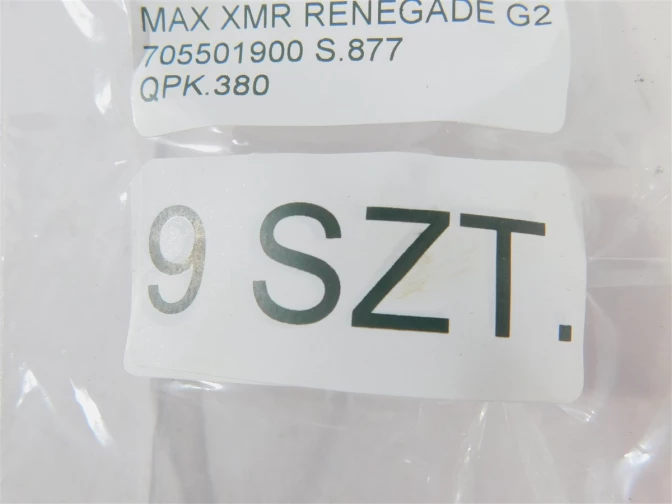 MAX XMR RENEGADE G2
705501900 S.877
QPK.380
9 SZT.